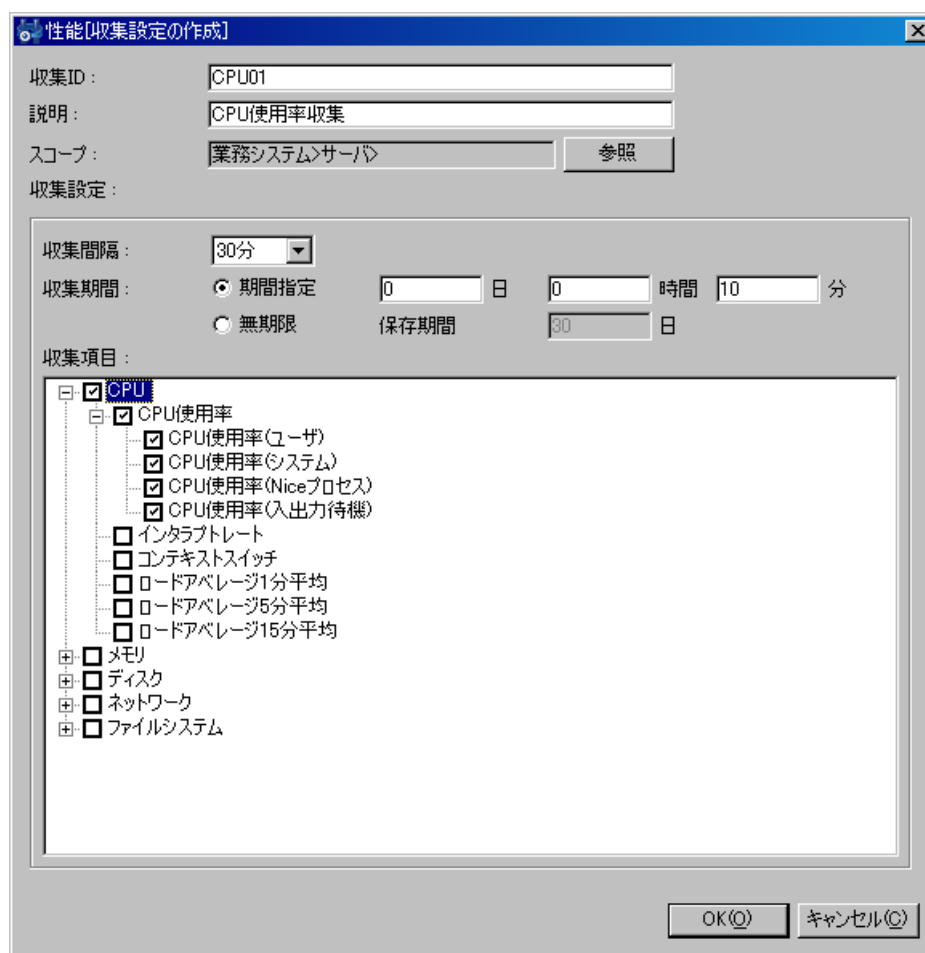 性能[収集設定の作成]
収集ID : CPU01
説明 : CPU使用率収集
スコープ : 業務システム>サーバ> 参照
収集設定 :
収集間隔 : 30分
収集期間 : 期間指定 0 日 0 時間 10 分
無期限 保存期間 30 日
収集項目 :
CPU
CPU使用率
CPU使用率(ユーザ)
CPU使用率(システム)
CPU使用率(Niceプロセス)
CPU使用率(入出力待機)
インタラプトレート
コンテキストスイッチ
ロードアベレージ1分平均
ロードアベレージ5分平均
ロードアベレージ15分平均
メモリ
ディスク
ネットワーク
ファイルシステム
OK(O) キャンセル(C)